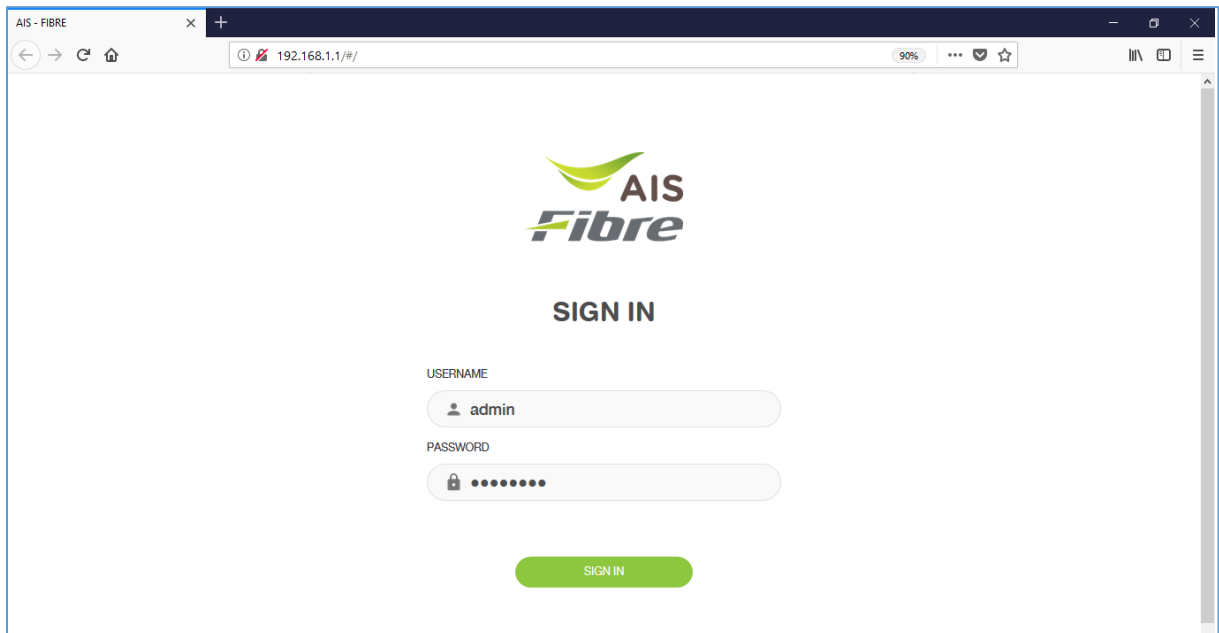 AIS - FIBRE
192.168.1.1/#/
90%
AIS
Fibre
SIGN IN
USERNAME
admin
PASSWORD
••••••••
SIGN IN